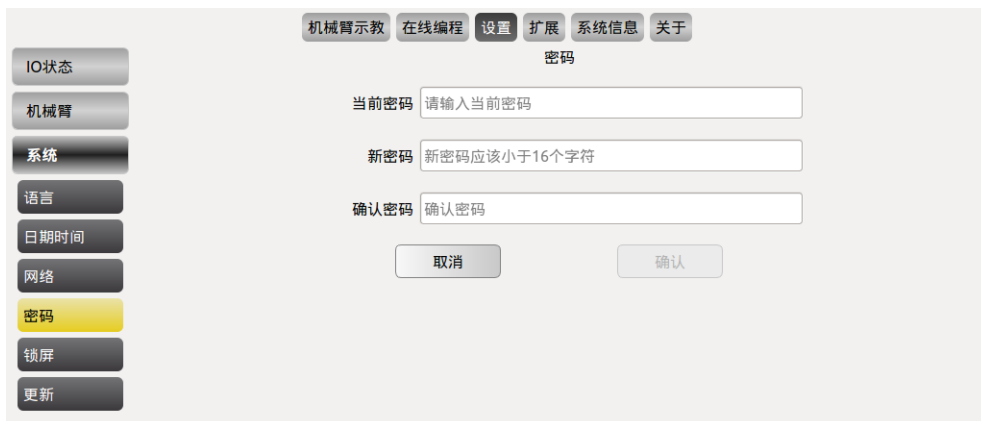 机械臂示教 在线编程 设置 扩展 系统信息 关于
密码
IO状态
机械臂
系统
语言
日期时间
网络
密码
锁屏
更新
当前密码 请输入当前密码
新密码 新密码应该小于16个字符
确认密码 确认密码
取消 确认